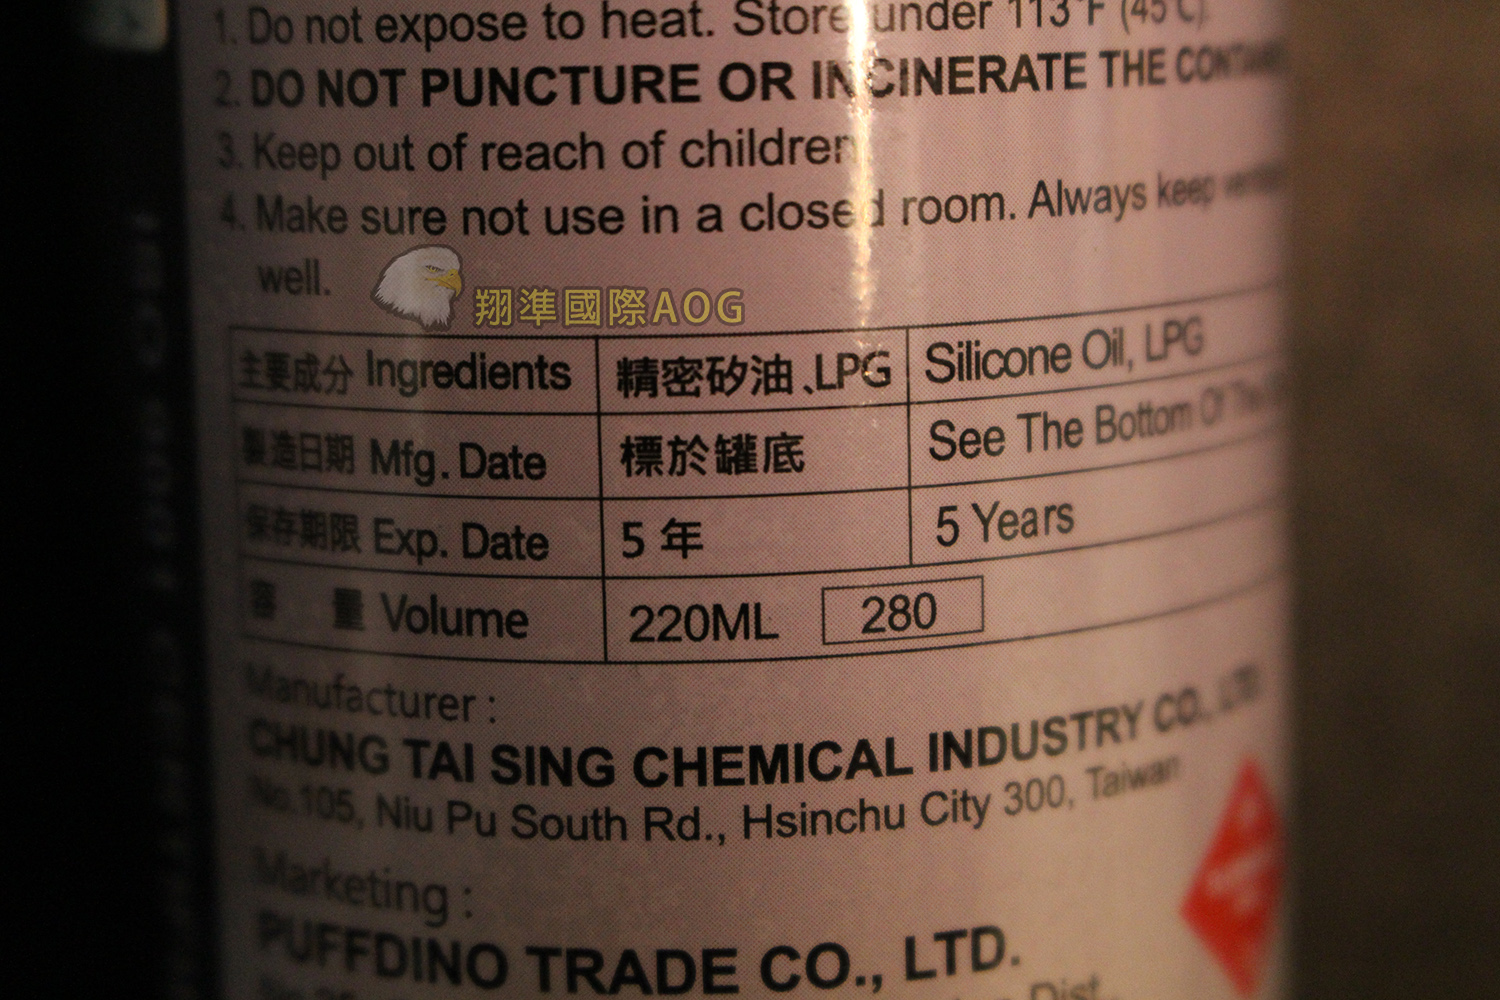 1. Do not expose to heat. Store under 113°F (45°C).
2. DO NOT PUNCTURE OR INCINERATE THE
3. Keep out of reach of children
4. Make sure not use in a closed room. Always keep
well.
翔準國際AOG
主要成分 Ingredients 精密矽油、LPG Silicone Oil, LPG
製造日期 Mfg. Date 標於罐底 See The Bottom Of The
保存期限 Exp. Date 5 年 5 Years
容 量 Volume 220ML 280
Manufacturer :
CHUNG TAI SING CHEMICAL INDUSTRY CO., LTD.
No.105, Niu Pu South Rd., Hsinchu City 300, Taiwan
Marketing :
PUFFDINO TRADE CO., LTD.
Dist.,